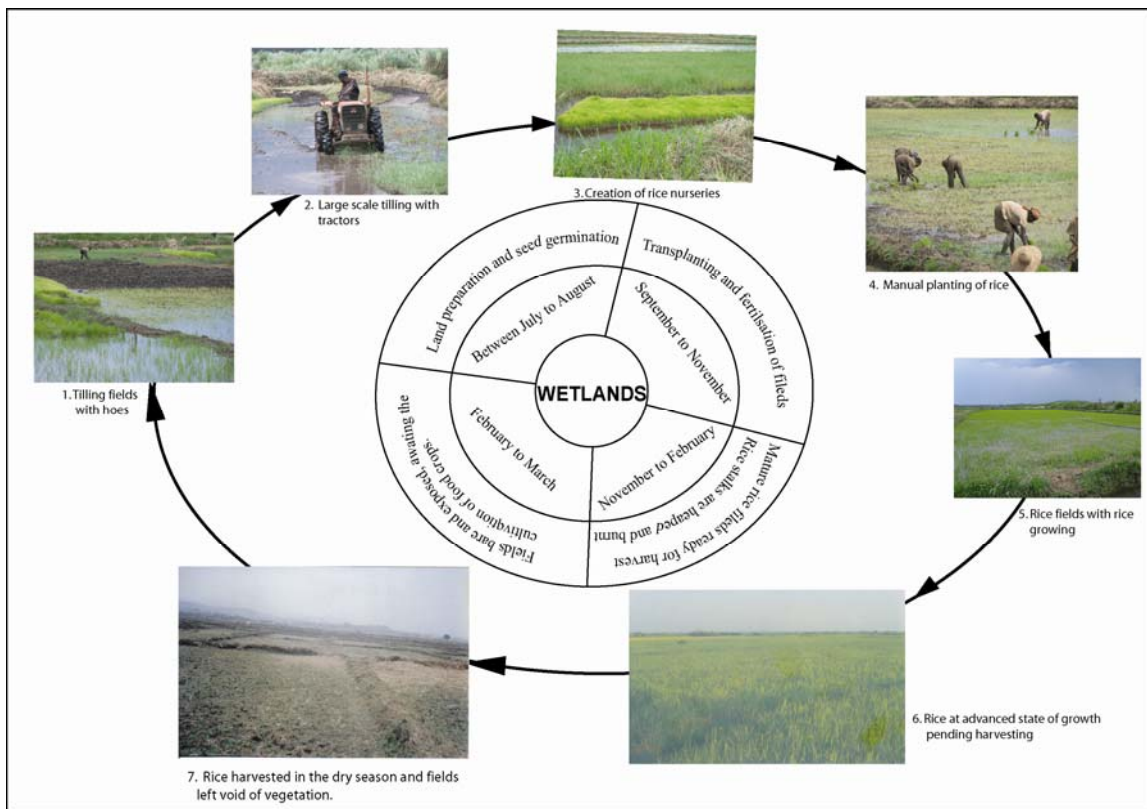 2. Large scale tilling with
tractors
3.Creation of rice nurseries
4. Manual planting of rice
1.Tilling fields
with hoes
5.Rice fields with rice
growing
6.Rice at advanced state of growth
pending harvesting
7. Rice harvested in the dry season and fields
left void of vegetation.
Land preparation and seed germination
Between July to August
Transplanting and fertilsation of fileds
September to November
WETLANDS
November to February
Mature rice fileds ready for harvest
Rice stalks are heaped and burnt
February to March
Fields bare and exposed, awating the
cultivqtion of food crops.